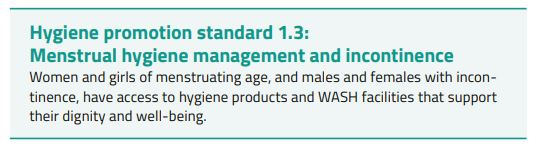 Hygiene promotion standard 1.3:
Menstrual hygiene management and incontinence
Women and girls of menstruating age, and males and females with incon-
tinence, have access to hygiene products and WASH facilities that support
their dignity and well-being.